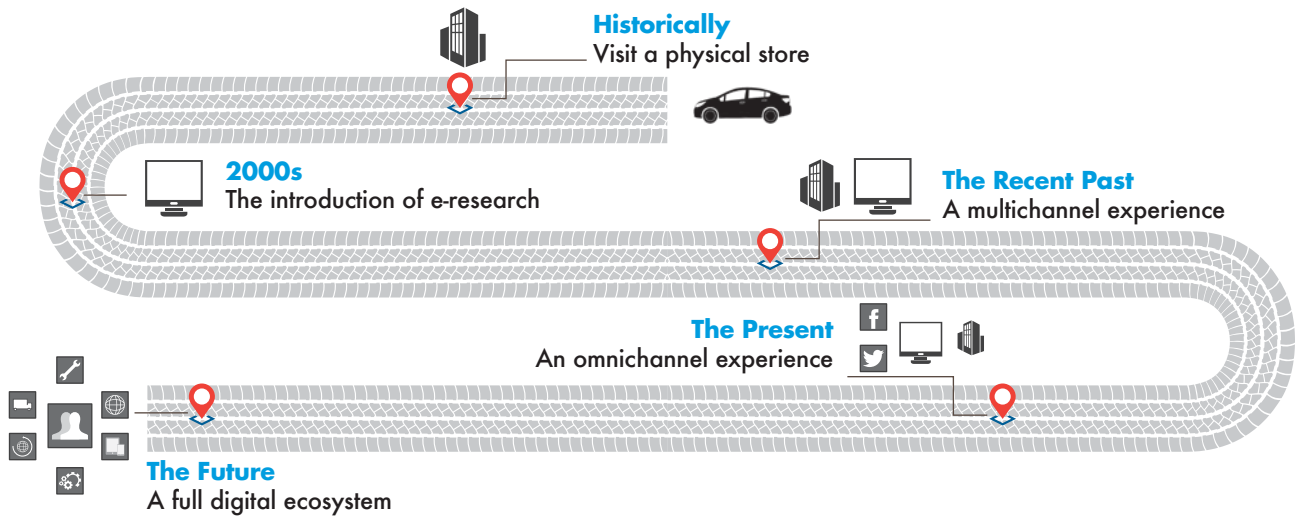 Historically
Visit a physical store
2000s
The introduction of e-research
The Recent Past
A multichannel experience
The Present
An omnichannel experience
The Future
A full digital ecosystem